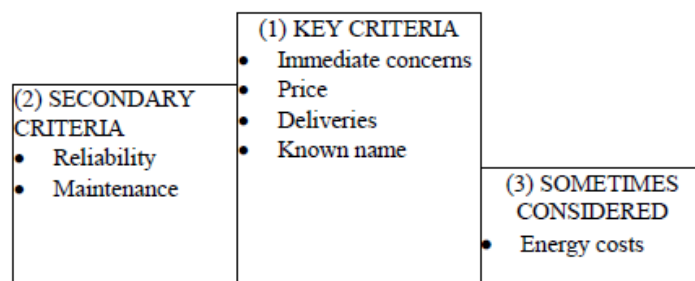 (1) KEY CRITERIA
• Immediate concerns
• Price
• Deliveries
• Known name
(2) SECONDARY
CRITERIA
• Reliability
• Maintenance
(3) SOMETIMES
CONSIDERED
• Energy costs